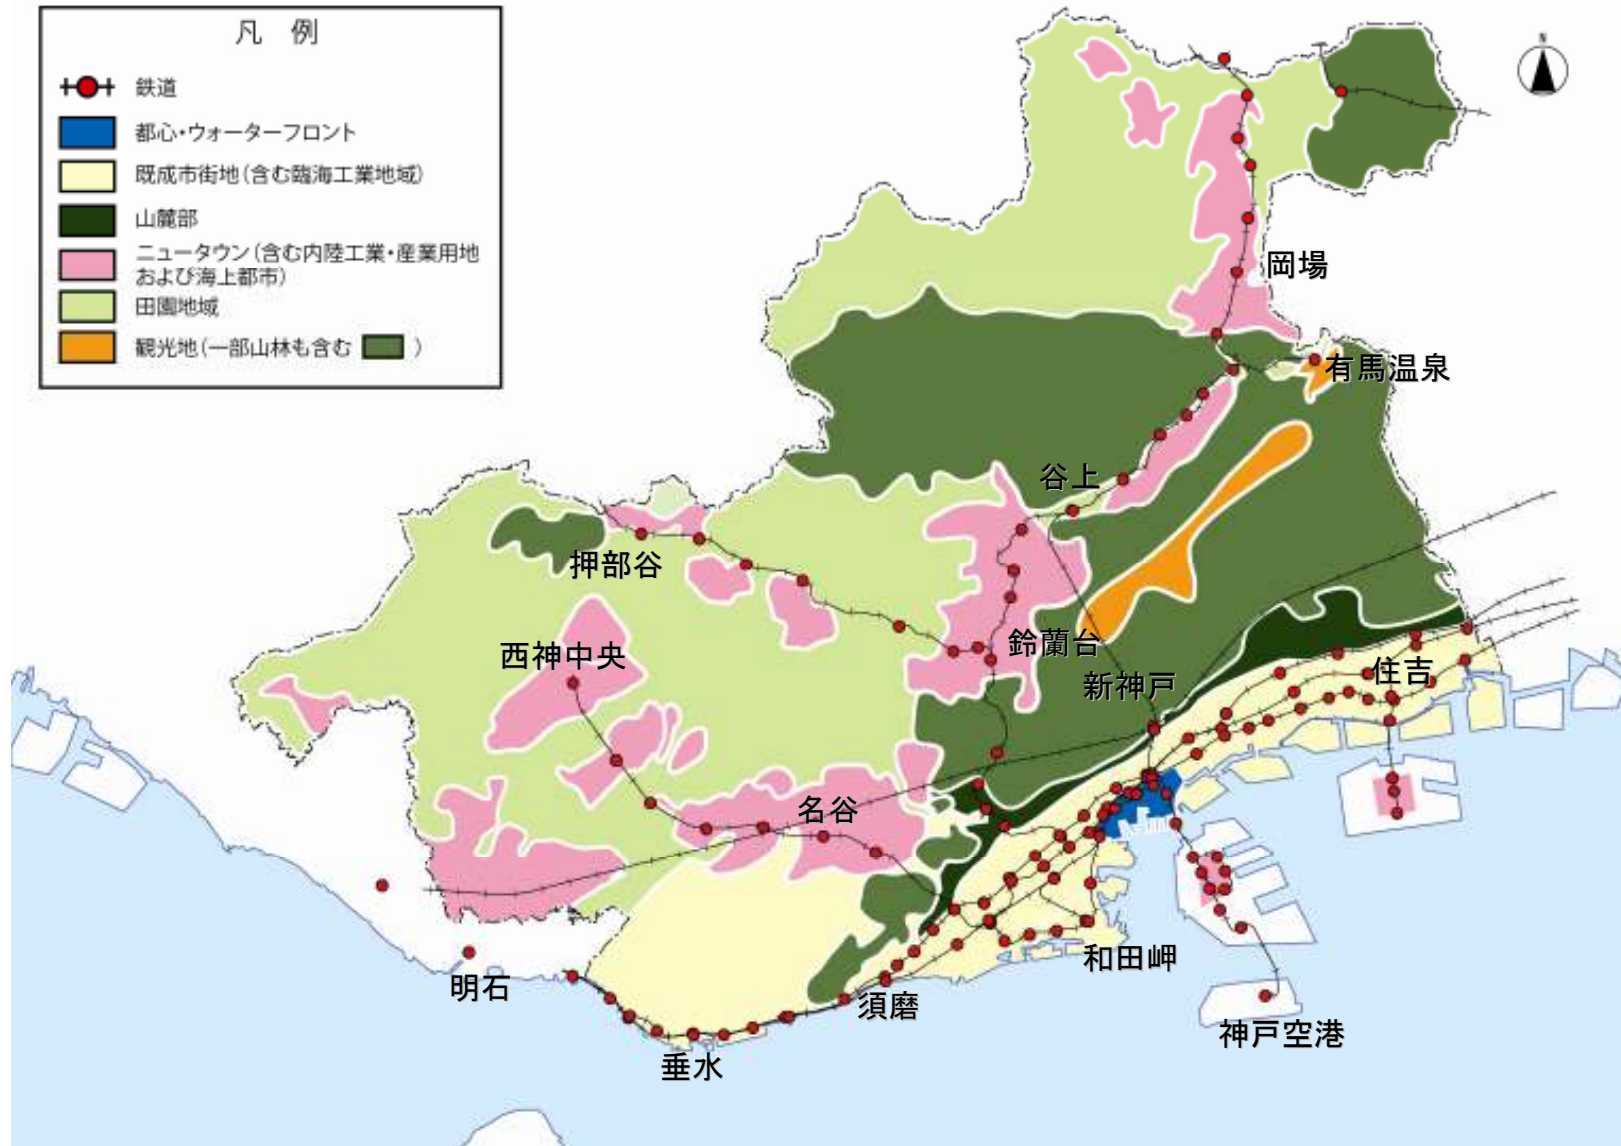 凡 例
鉄道
都心・ウォーターフロント
既成市街地(含む臨海工業地域)
山麓部
ニュータウン(含む内陸工業・産業用地
および海上都市)
田園地域
観光地(一部山林も含む )
N
岡場
有馬温泉
谷上
押部谷
鈴蘭台
西神中央
新神戸
住吉
名谷
和田岬
明石
須磨
神戸空港
垂水